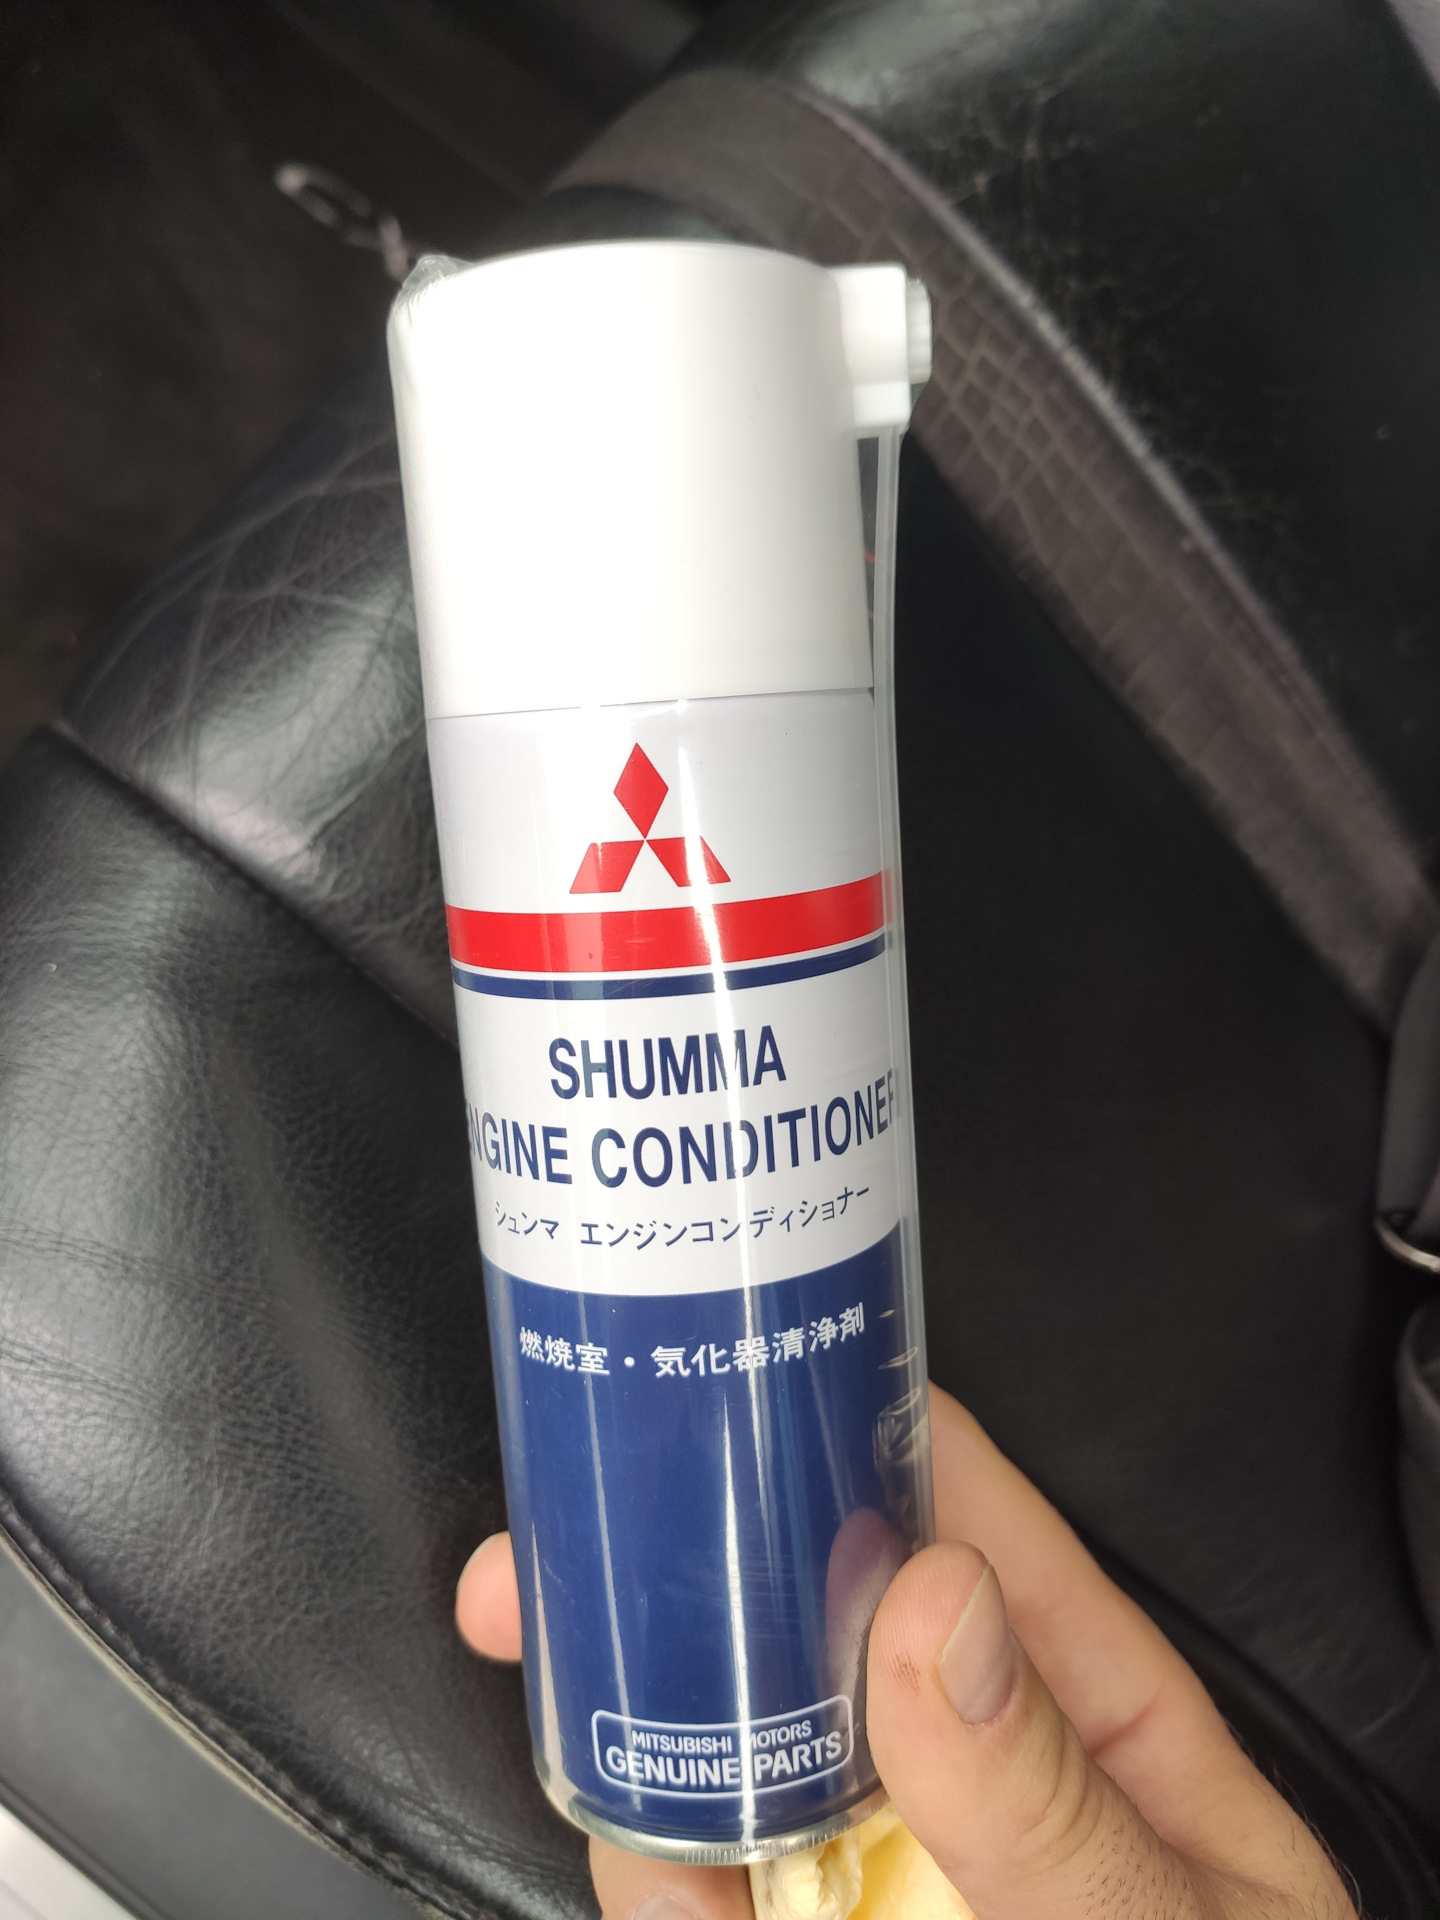 SHUMMA
ENGINE CONDITIONER
シュンマ エンジンコンディショナー
燃焼室・気化器清浄剤
MITSUBISHI MOTORS
GENUINE PARTS